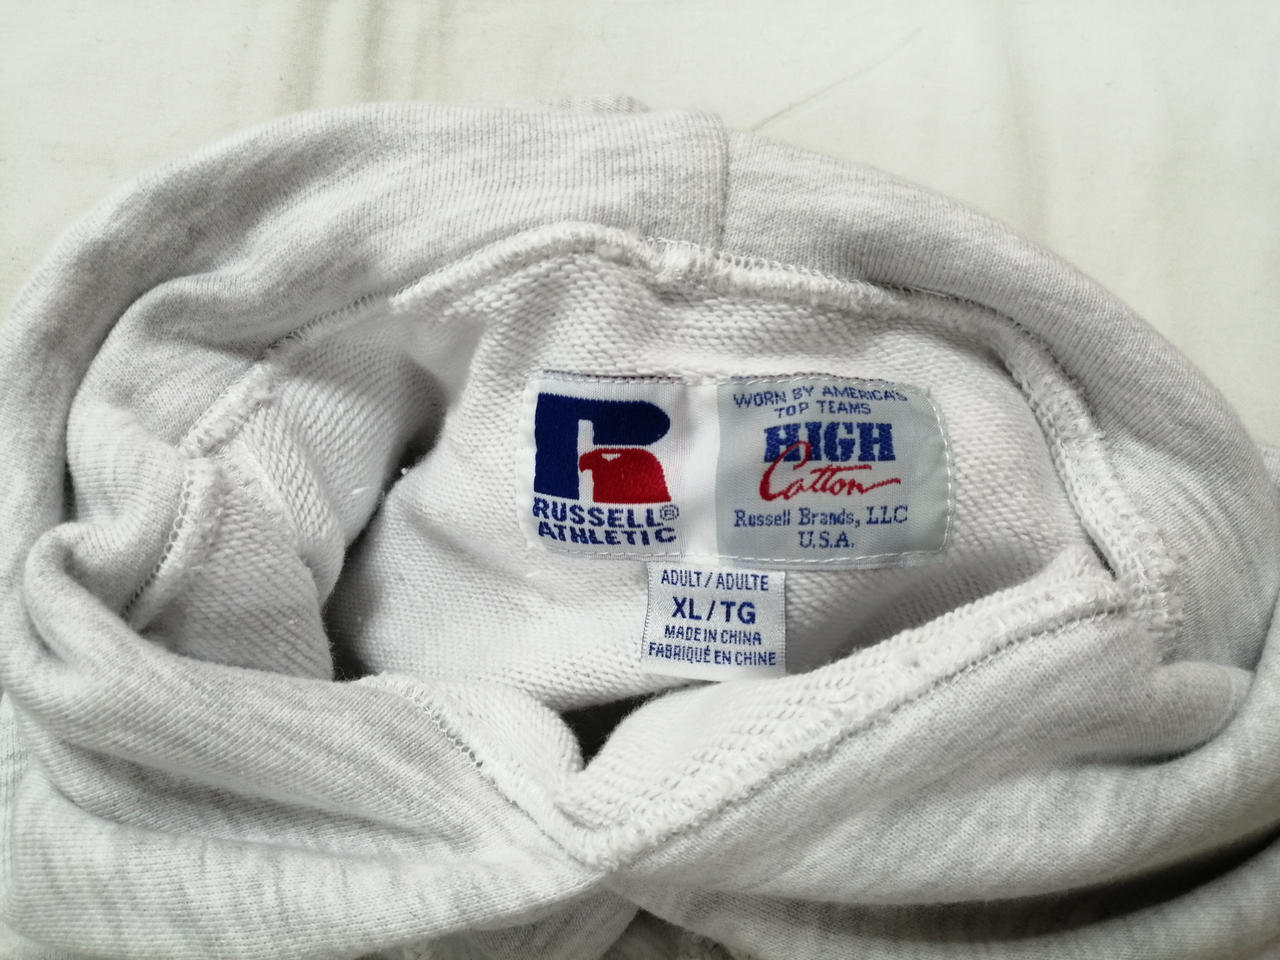 RUSSELL®
ATHLETIC
WORN BY AMERICA'S
TOP TEAMS
HIGH
Cotton
Russell Brands, LLC
U.S.A.
ADULT / ADULTE
XL / TG
MADE IN CHINA
FABRIQUÉ EN CHINE